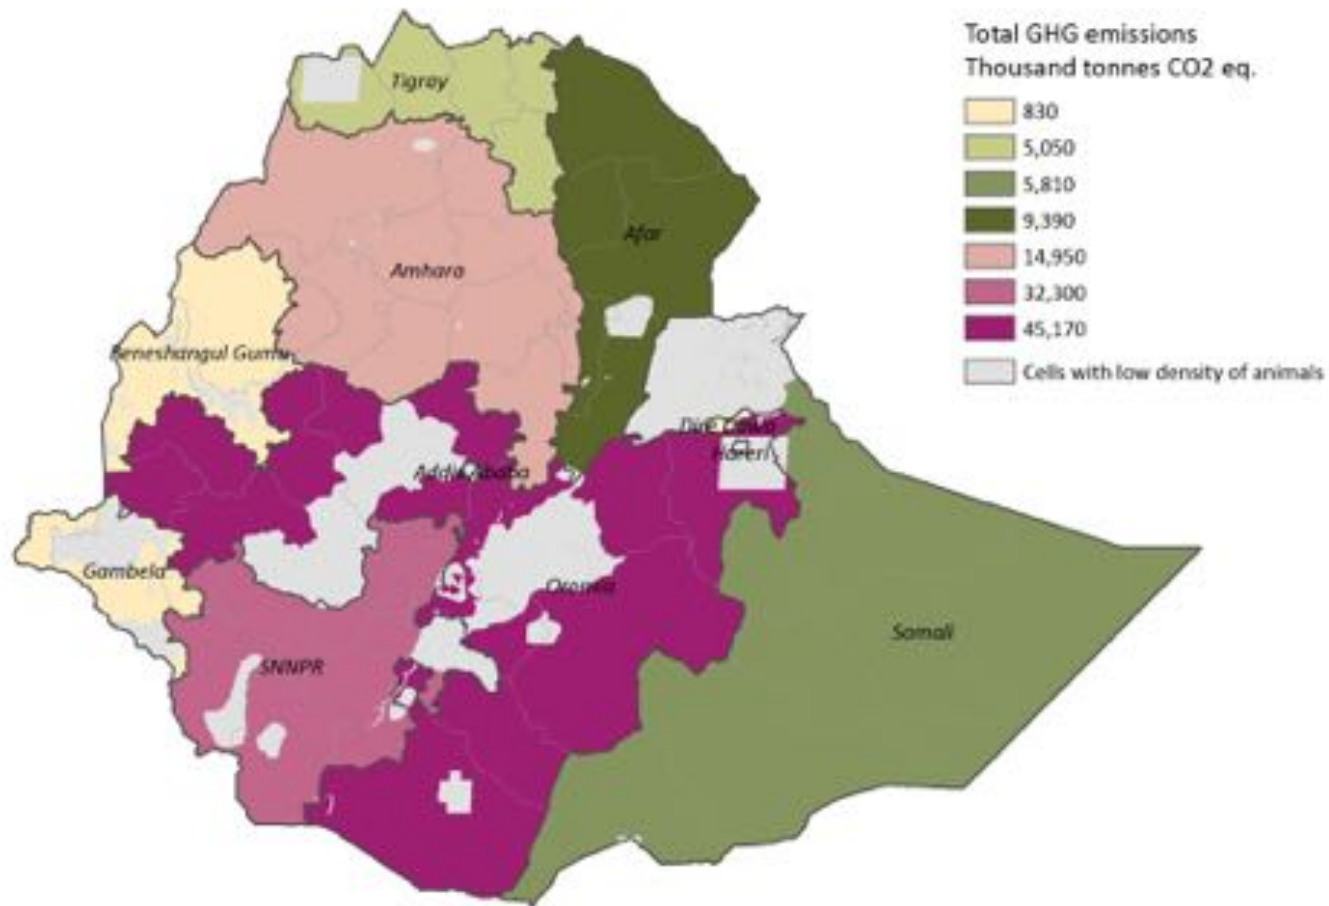 Total GHG emissions
Thousand tonnes CO2 eq.
830
5,050
5,810
9,390
14,950
32,300
45,170
Cells with low density of animals
Tigray
Afar
Amhara
Beneshangul Gumu
Dire Dawa
Hareri
Addis Ababa
Gambela
Oromia
Somali
SNNPR